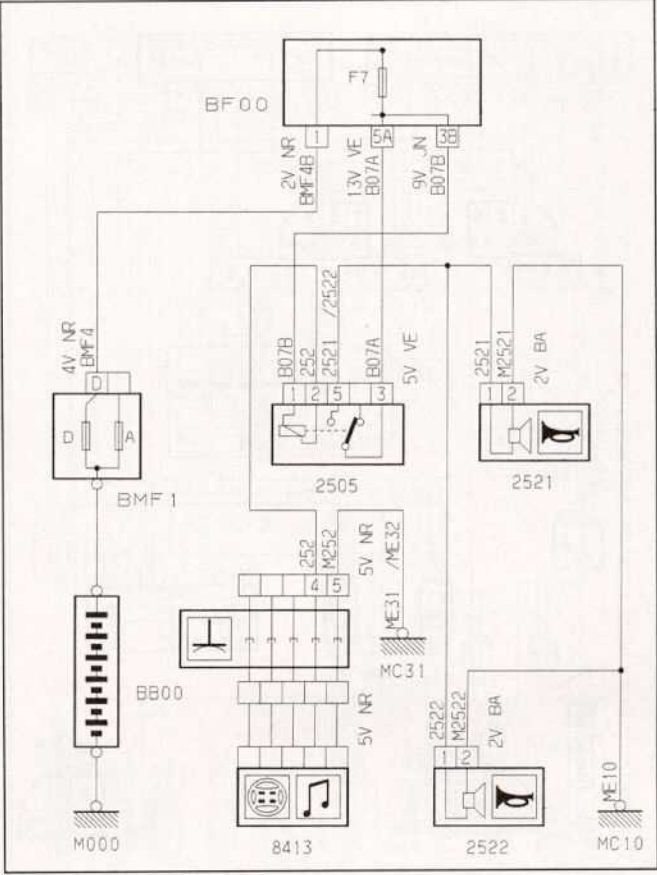 F7
BF00
1
5A
3B
2V NR
BMF4B
13V VE
B07A
9V JN
B07B
4V NR
BMF4
D
D
A
BMF1
B07B
252
2521
/2522
B07A
5V VE
1
2
5
3
2505
2521
M2521
2V BA
1
2
2521
252
M252
5V NR
/ME32
4
5
ME31
MC31
BB00
5V NR
2522
M2522
2V BA
1
2
ME10
M000
8413
2522
MC10